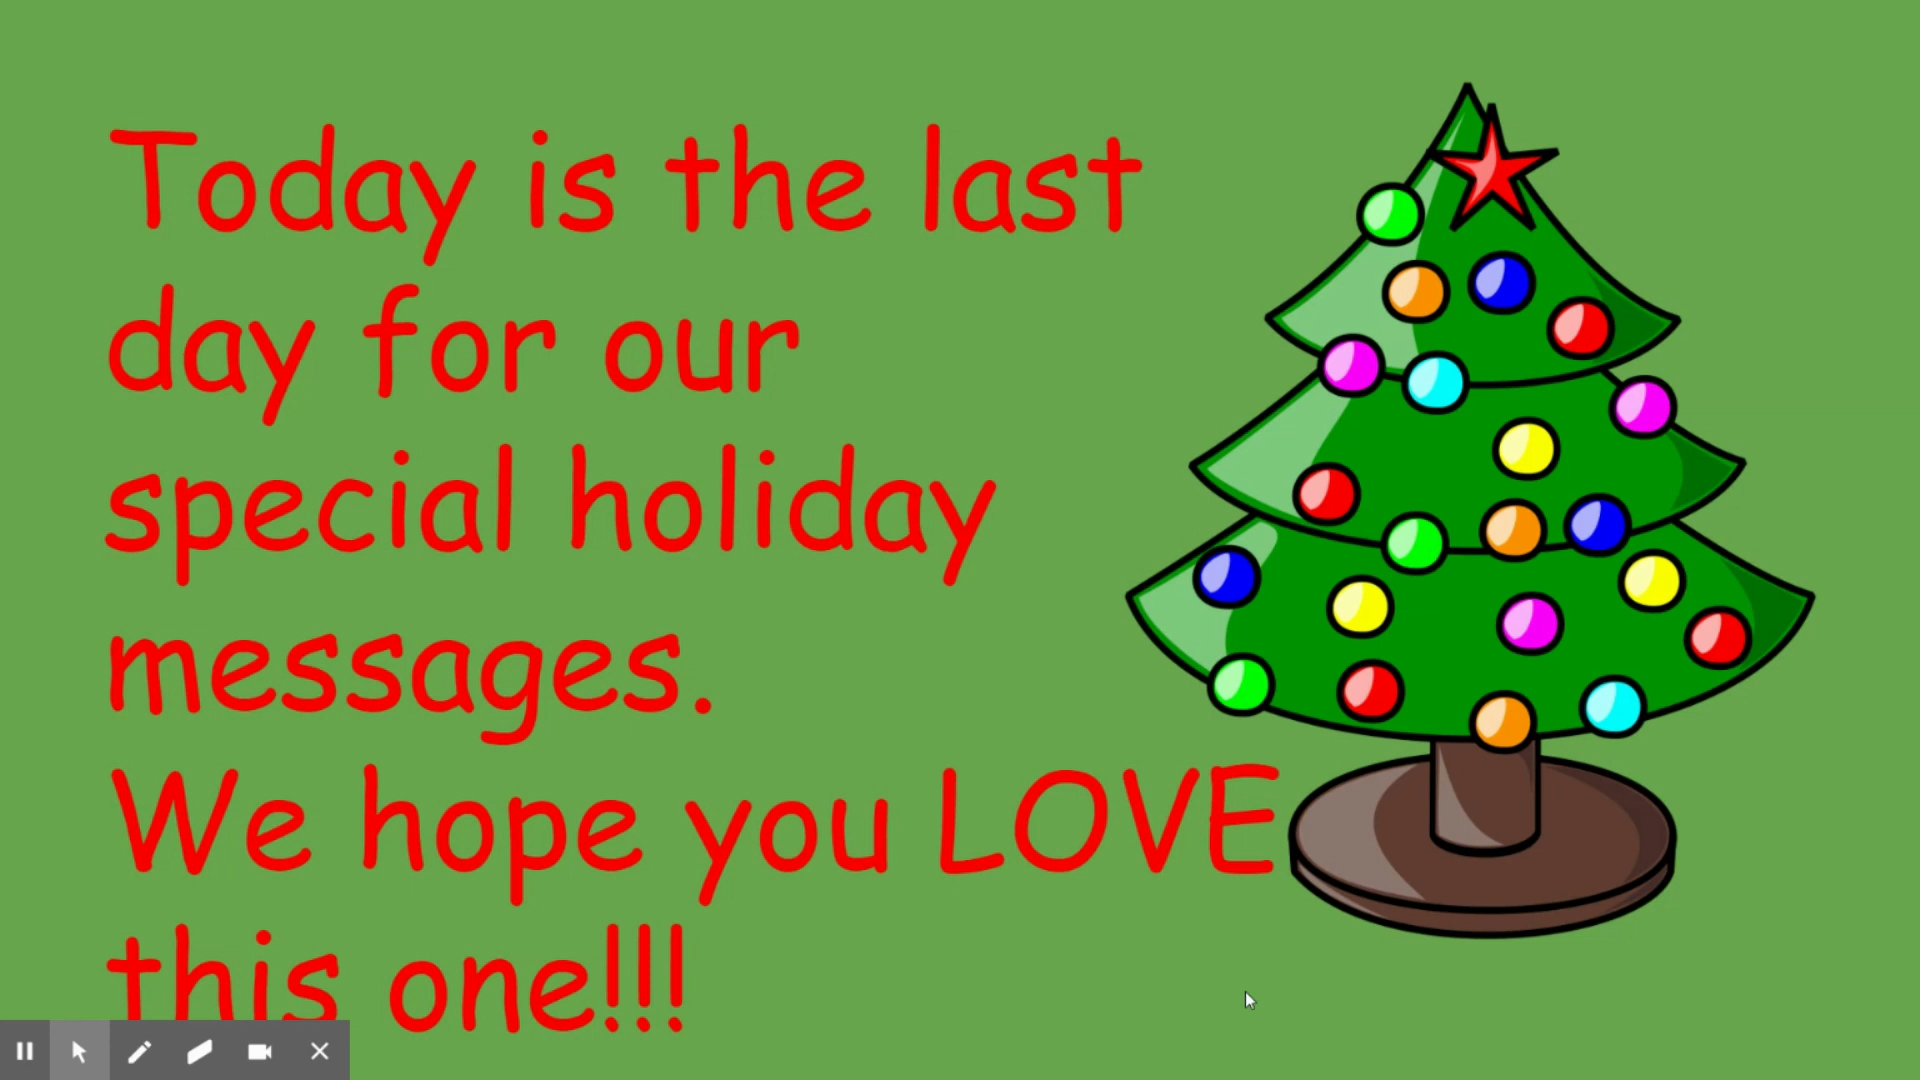 Today is the last
day for our
special holiday
messages.
We hope you LOVE
this one!!!